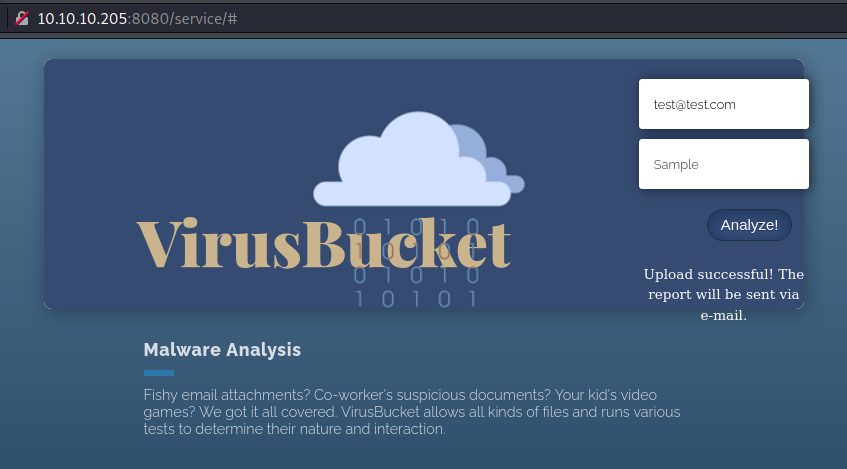 10.10.10.205:8080/service/#
test@test.com
Sample
Analyze!
Upload successful! The
report will be sent via
e-mail.
VirusBucket
0 1 0 1 0
1 0 1 0 1
0 1 0 1 0
1 0 1 0 1
Malware Analysis
Fishy email attachments? Co-worker's suspicious documents? Your kid's video
games? We got it all covered. VirusBucket allows all kinds of files and runs various
tests to determine their nature and interaction.